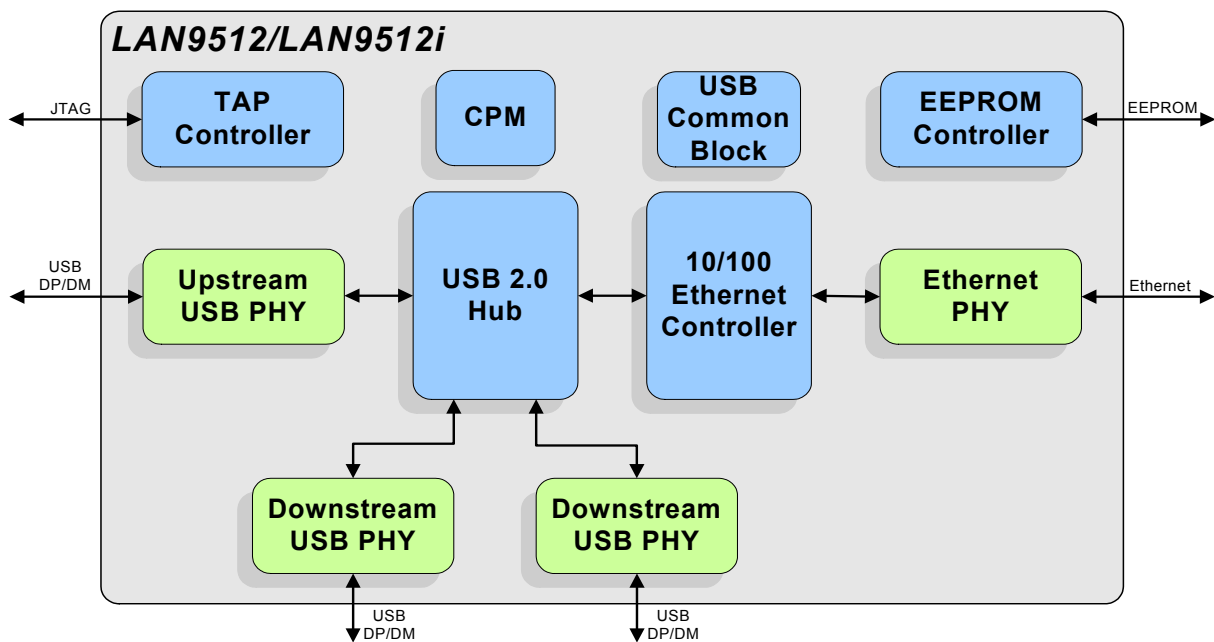 LAN9512/LAN9512i
JTAG
TAP
Controller
CPM
USB
Common
Block
EEPROM
Controller
EEPROM
USB
DP/DM
Upstream
USB PHY
USB 2.0
Hub
10/100
Ethernet
Controller
Ethernet
PHY
Ethernet
Downstream
USB PHY
Downstream
USB PHY
USB
DP/DM
USB
DP/DM